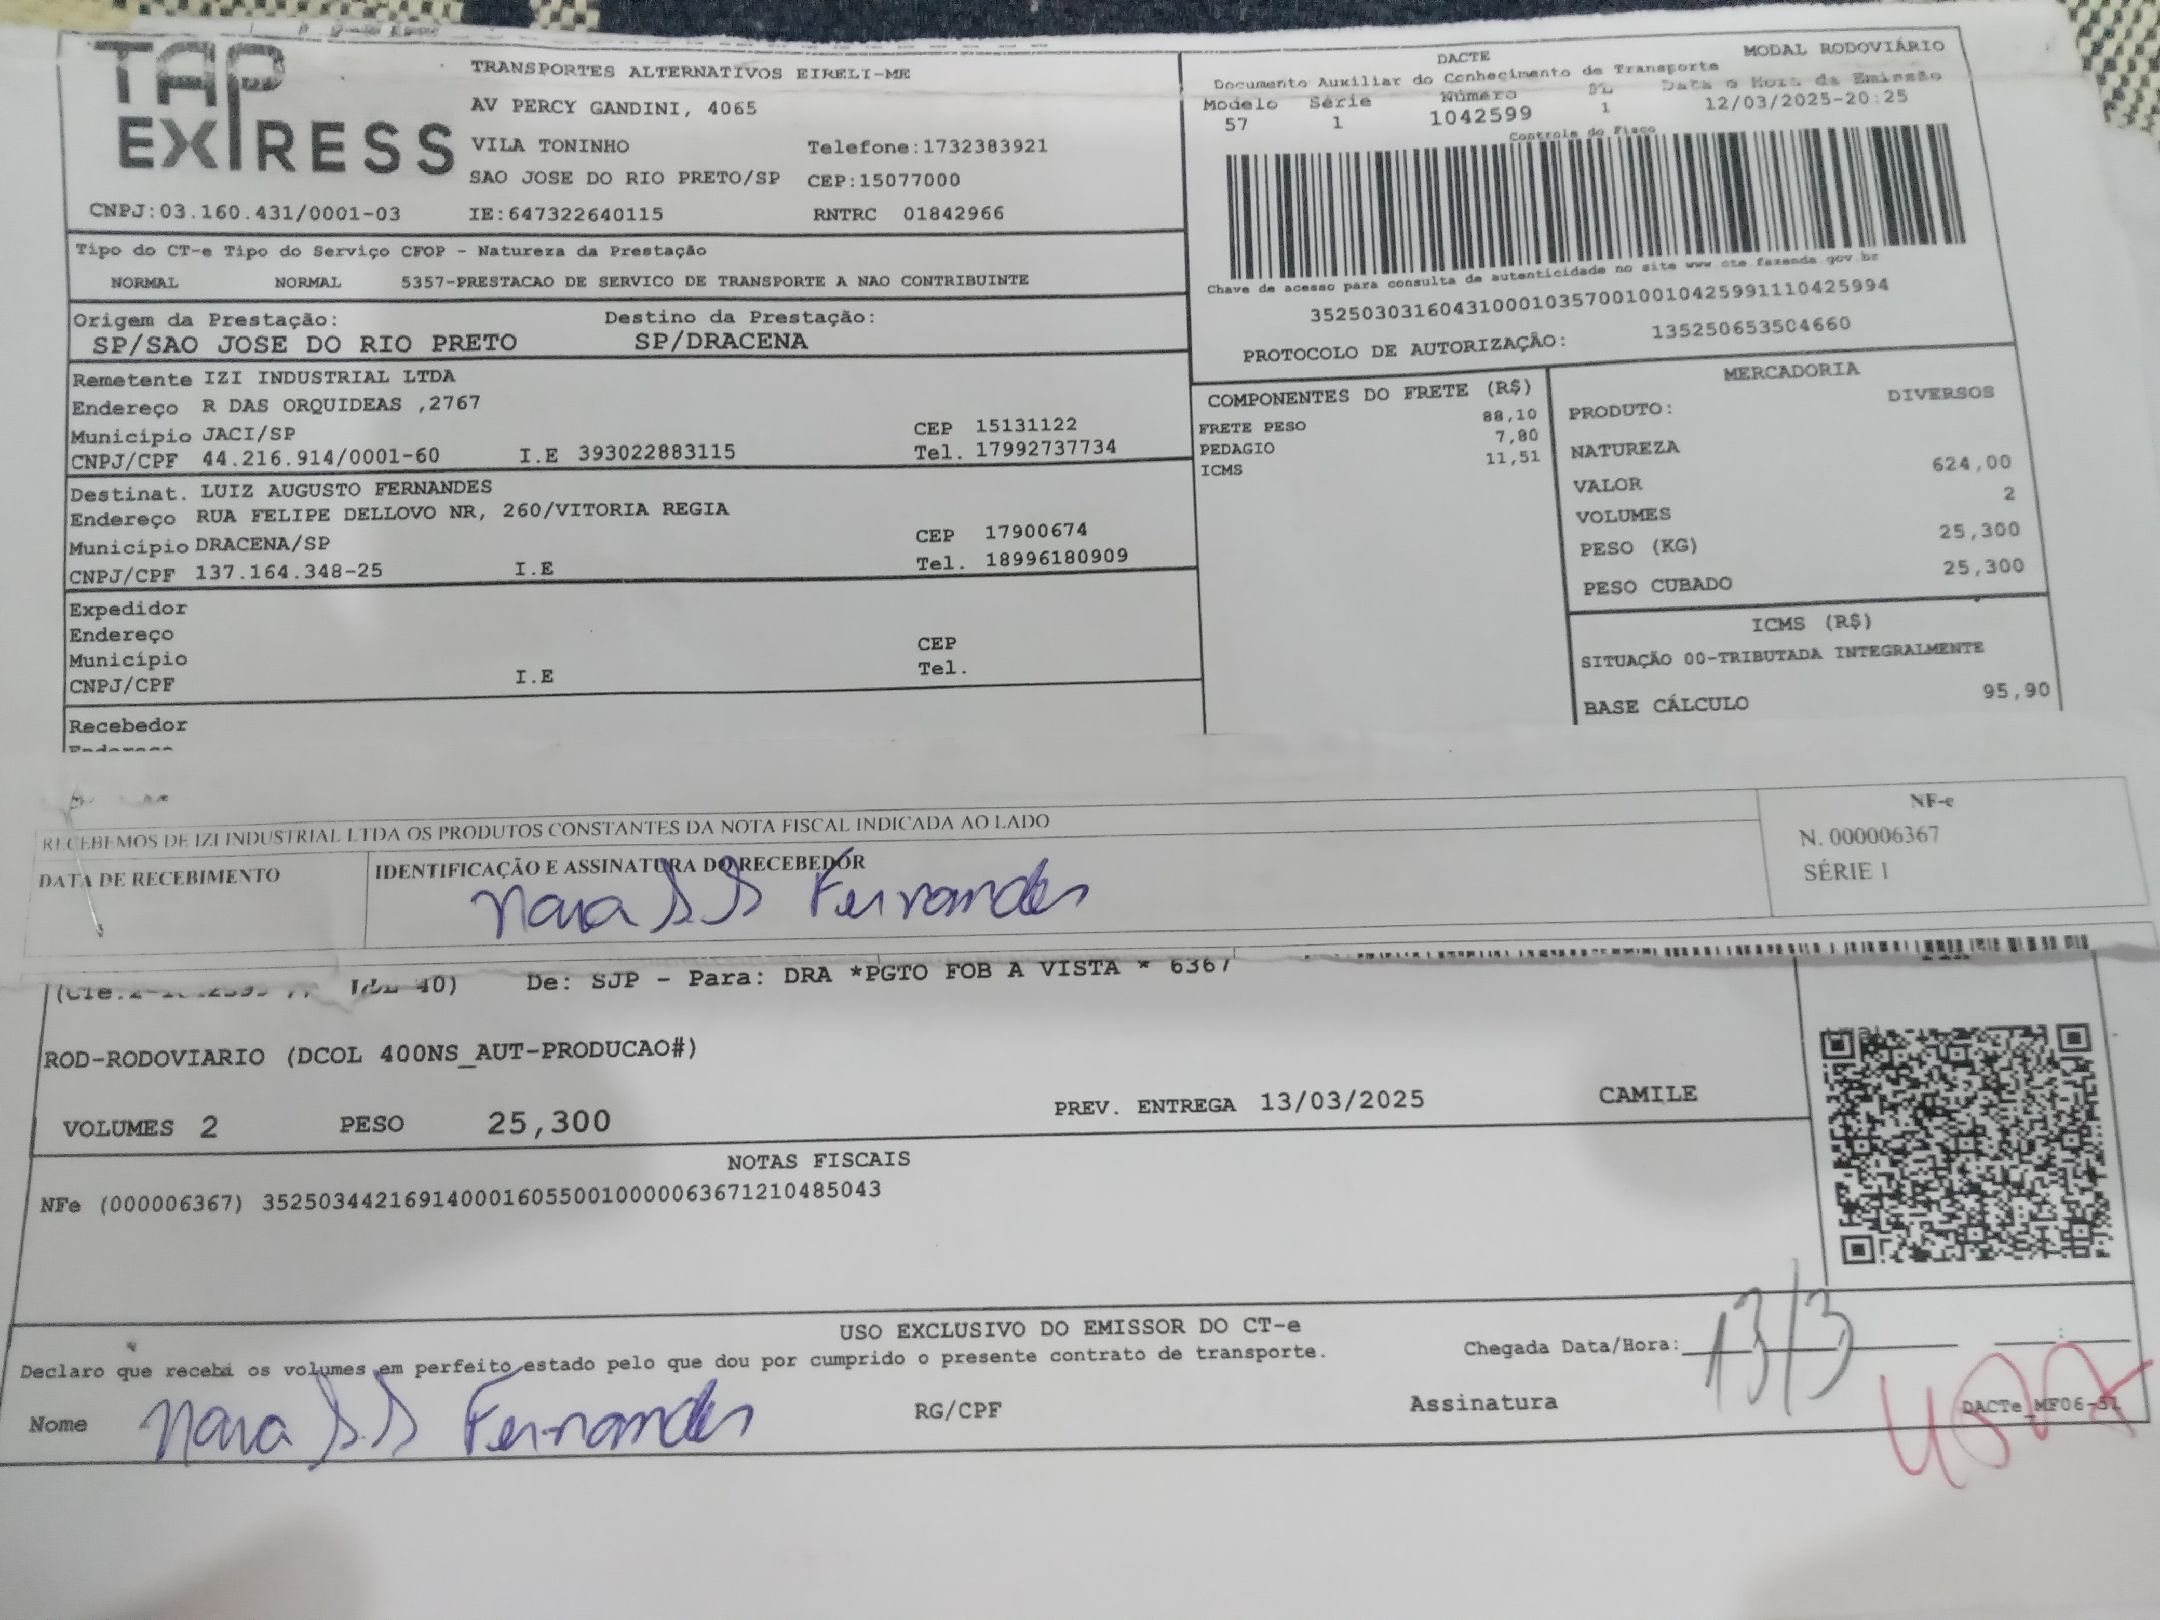 TAP EXPRESS
TRANSPORTES ALTERNATIVOS EIRELI-ME
AV PERCY GANDINI, 4065
VILA TONINHO Telefone:1732383921
SAO JOSE DO RIO PRETO/SP CEP:15077000
CNPJ:03.160.431/0001-03 IE:647322640115 RNTRC 01842966
DACTE MODAL RODOVIÁRIO
Documento Auxiliar do Conhecimento de Transporte
Modelo Série Número Data e Hora da Emissão
57 1 1042599 1 12/03/2025-20:25
Controle do Fisco
Chave de acesso para consulta de autenticidade no site www.cte.fazenda.gov.br
35250303160431000103570010010425991110425994
PROTOCOLO DE AUTORIZAÇÃO: 135250653504660
Tipo do CT-e Tipo do Serviço CFOP - Natureza da Prestação
NORMAL NORMAL 5357-PRESTACAO DE SERVICO DE TRANSPORTE A NAO CONTRIBUINTE
Origem da Prestação: Destino da Prestação:
SP/SAO JOSE DO RIO PRETO SP/DRACENA
Remetente IZI INDUSTRIAL LTDA
Endereço R DAS ORQUIDEAS ,2767
Município JACI/SP CEP 15131122
CNPJ/CPF 44.216.914/0001-60 I.E 393022883115 Tel. 17992737734
Destinat. LUIZ AUGUSTO FERNANDES
Endereço RUA FELIPE DELLOVO NR, 260/VITORIA REGIA
Município DRACENA/SP CEP 17900674
CNPJ/CPF 137.164.348-25 I.E Tel. 18996180909
Expedidor
Endereço
Município CEP
CNPJ/CPF I.E Tel.
Recebedor
COMPONENTES DO FRETE (R$)
FRETE PESO 88,10
PEDAGIO 7,80
ICMS 11,51
MERCADORIA
PRODUTO: DIVERSOS
NATUREZA
VALOR 624,00
VOLUMES 2
PESO (KG) 25,300
PESO CUBADO 25,300
ICMS (R$)
SITUAÇÃO 00-TRIBUTADA INTEGRALMENTE
BASE CÁLCULO 95,90
RECEBEMOS DE IZI INDUSTRIAL LTDA OS PRODUTOS CONSTANTES DA NOTA FISCAL INDICADA AO LADO
DATA DE RECEBIMENTO IDENTIFICAÇÃO E ASSINATURA DO RECEBEDOR
Fernandes
NF-e
N. 000006367
SÉRIE 1
40) De: SJP - Para: DRA *PGTO FOB A VISTA * 6367
ROD-RODOVIARIO (DCOL 400NS_AUT-PRODUCAO#)
VOLUMES 2 PESO 25,300 PREV. ENTREGA 13/03/2025 CAMILE
NOTAS FISCAIS
NFe (000006367) 35250344216914000160550010000063671210485043
USO EXCLUSIVO DO EMISSOR DO CT-e
Declaro que recebi os volumes em perfeito estado pelo que dou por cumprido o presente contrato de transporte.
Chegada Data/Hora: 13/3
Nome Fernandes RG/CPF Assinatura
DACTe_MF06-51